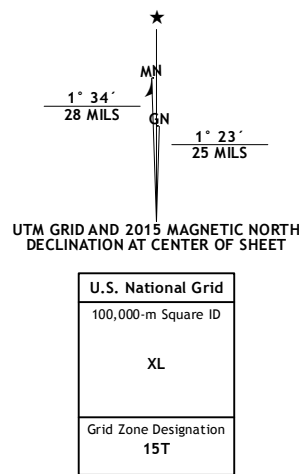 MN
1° 34´
28 MILS
GN
1° 23´
25 MILS
UTM GRID AND 2015 MAGNETIC NORTH
DECLINATION AT CENTER OF SHEET
U.S. National Grid
100,000-m Square ID
XL
Grid Zone Designation
15T